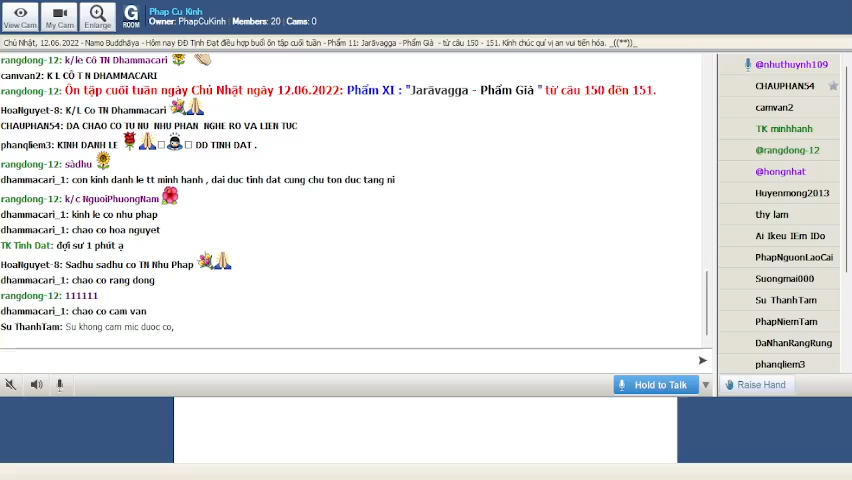 Phap Cu Kinh
Owner: PhapCuKinh Members: 20 Cams: 0
View Cam My Cam Enlarge G ROOM
Chủ Nhật, 12.06.2022 - Namo Buddhāya - Hôm nay ĐĐ Tịnh Đạt điều hợp buổi ôn tập cuối tuần - Phẩm 11: Jarāvagga - Phẩm Già - từ câu 150 - 151. Kính chúc quí vị an vui tiến hóa. _((**)_
rangdong-12: k/le Cô TN Dhammacari
camvan2: K L CÔ T N DHAMMACARI
rangdong-12: Ôn tập cuối tuần ngày Chủ Nhật ngày 12.06.2022: Phẩm XI : "Jarāvagga - Phẩm Già " từ câu 150 đến 151.
HoaNguyet-8: K/L Co TN Dhammacari
CHAUPHAN54: DA CHAO CO TU NU NHU PHAN NGHE RO VA LIEN TUC
phanqliem3: KINH DANH LE DD TINH DAT .
rangdong-12: sàdhu
dhammacari_1: con kinh danh le tt minh hanh , dai duc tinh dat cung chu ton duc tang ni
rangdong-12: k/c NguoiPhuongNam
dhammacari_1: kinh le co nhu phap
dhammacari_1: chao co hoa nguyet
TK Tinh Dat: đợi sư 1 phút ạ
HoaNguyet-8: Sadhu sadhu co TN Nhu Phap
dhammacari_1: chao co rang dong
rangdong-12: 111111
dhammacari_1: chao co cam van
Su ThanhTam: Su khong cam mic duoc co,
Hold to Talk
@nhuthuynh109
CHAUPHAN54
camvan2
TK minhhanh
@rangdong-12
@hongnhat
Huyenmong2013
thy lam
Ai Ikeu IEm IDo
PhapNguonLaoCai
Suongmai000
Su ThanhTam
PhapNiemTam
DaNhanRangRung
phanqliem3
Raise Hand